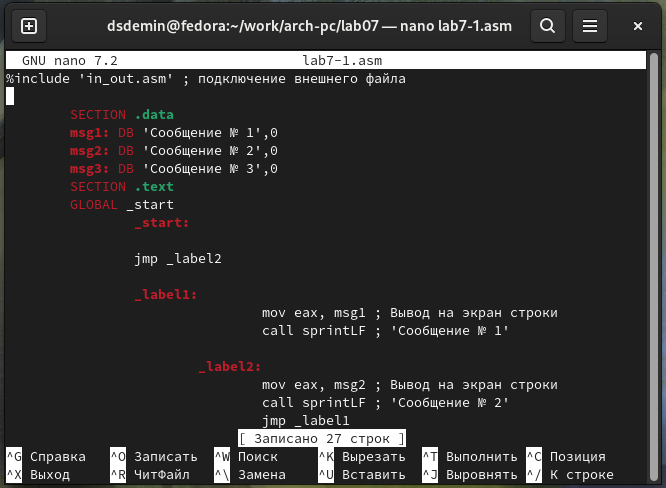 dsdemin@fedora:~/work/arch-pc/lab07 — nano lab7-1.asm
GNU nano 7.2 lab7-1.asm
%include 'in_out.asm' ; подключение внешнего файла
SECTION .data
msg1: DB 'Сообщение № 1',0
msg2: DB 'Сообщение № 2',0
msg3: DB 'Сообщение № 3',0
SECTION .text
GLOBAL _start
_start:
jmp _label2
_label1:
mov eax, msg1 ; Вывод на экран строки
call sprintLF ; 'Сообщение № 1'
_label2:
mov eax, msg2 ; Вывод на экран строки
call sprintLF ; 'Сообщение № 2'
jmp _label1
[ Записано 27 строк ]
^G Справка ^O Записать ^W Поиск ^K Вырезать ^T Выполнить ^C Позиция
^X Выход ^R ЧитФайл ^\ Замена ^U Вставить ^J Выровнять ^/ К строке